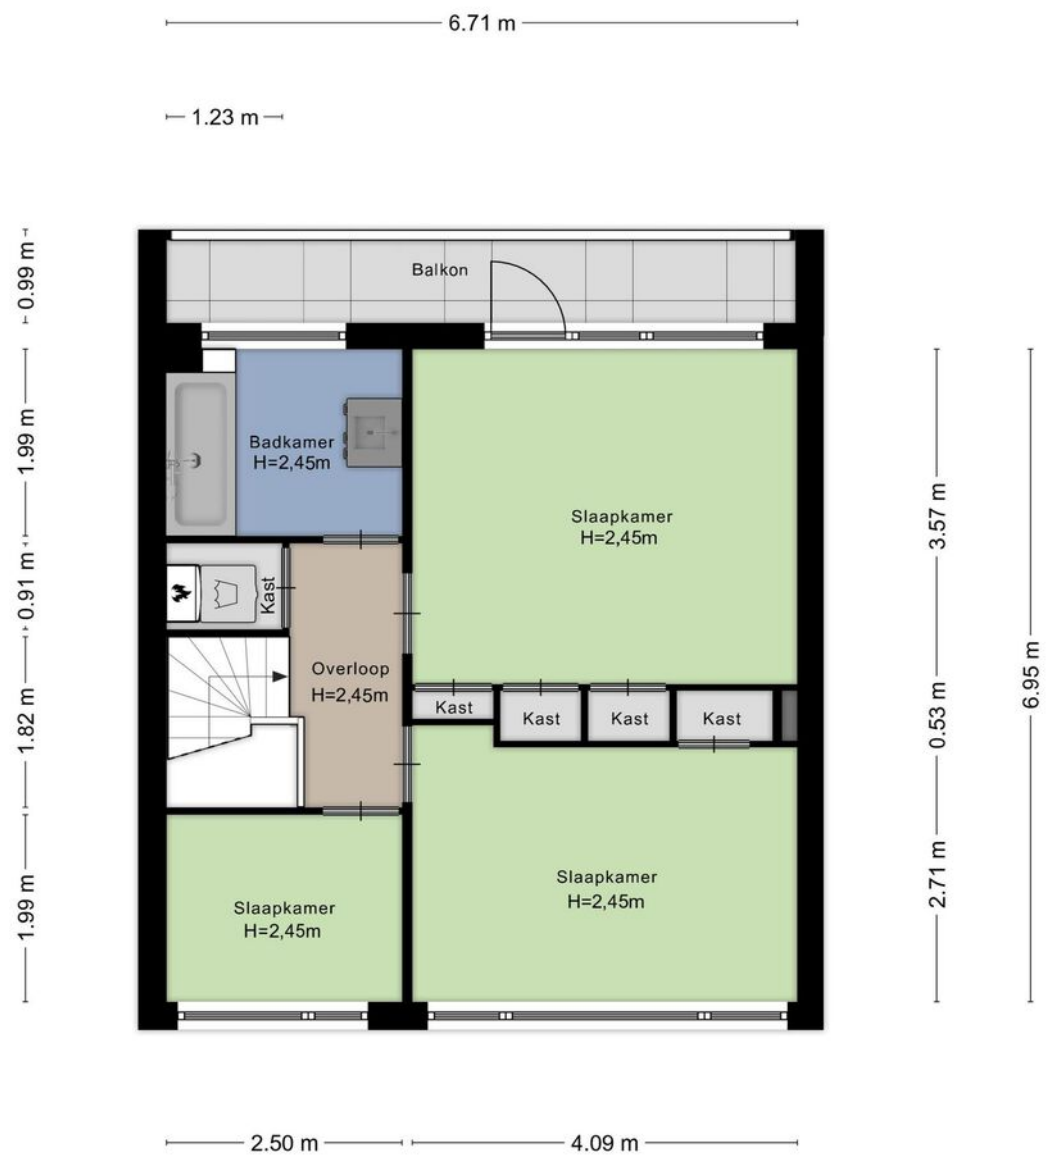 6.71 m
1.23 m
0.99 m
Balkon
1.99 m
Badkamer
H=2,45m
Slaapkamer
H=2,45m
3.57 m
0.91 m
Kast
Overloop
H=2,45m
1.82 m
Kast
Kast
Kast
Kast
0.53 m
6.95 m
Slaapkamer
H=2,45m
2.71 m
Slaapkamer
H=2,45m
1.99 m
2.50 m
4.09 m